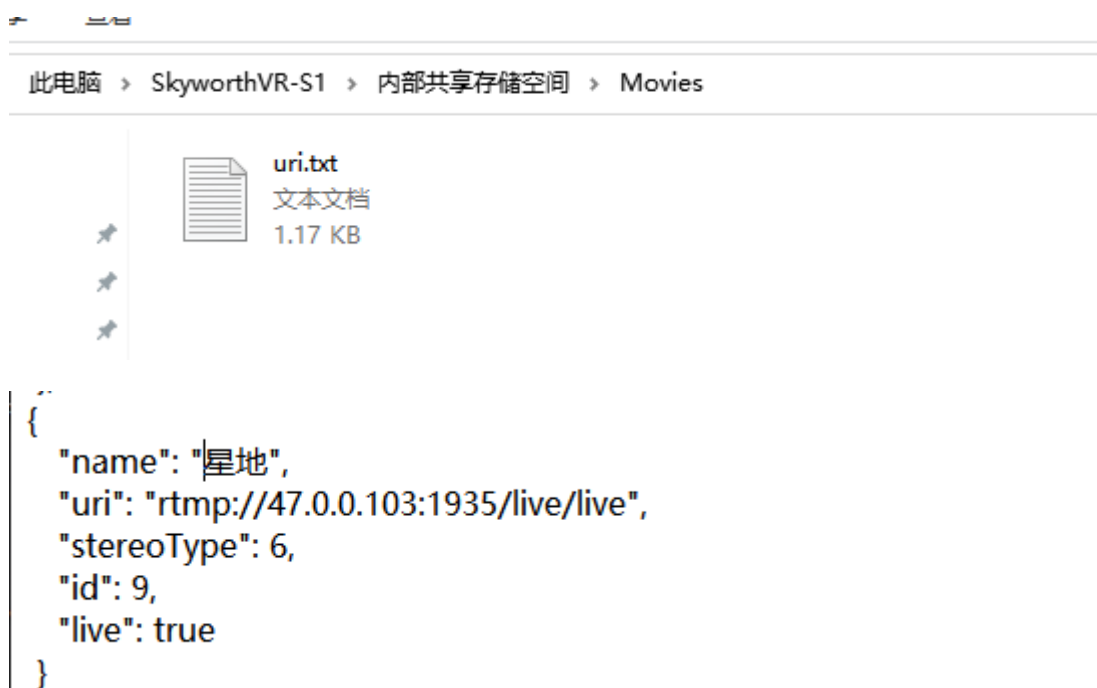 此电脑 > SkyworthVR-S1 > 内部共享存储空间 > Movies
uri.txt
文本文档
1.17 KB
{
"name": "星地",
"uri": "rtmp://47.0.0.103:1935/live/live",
"stereoType": 6,
"id": 9,
"live": true
}